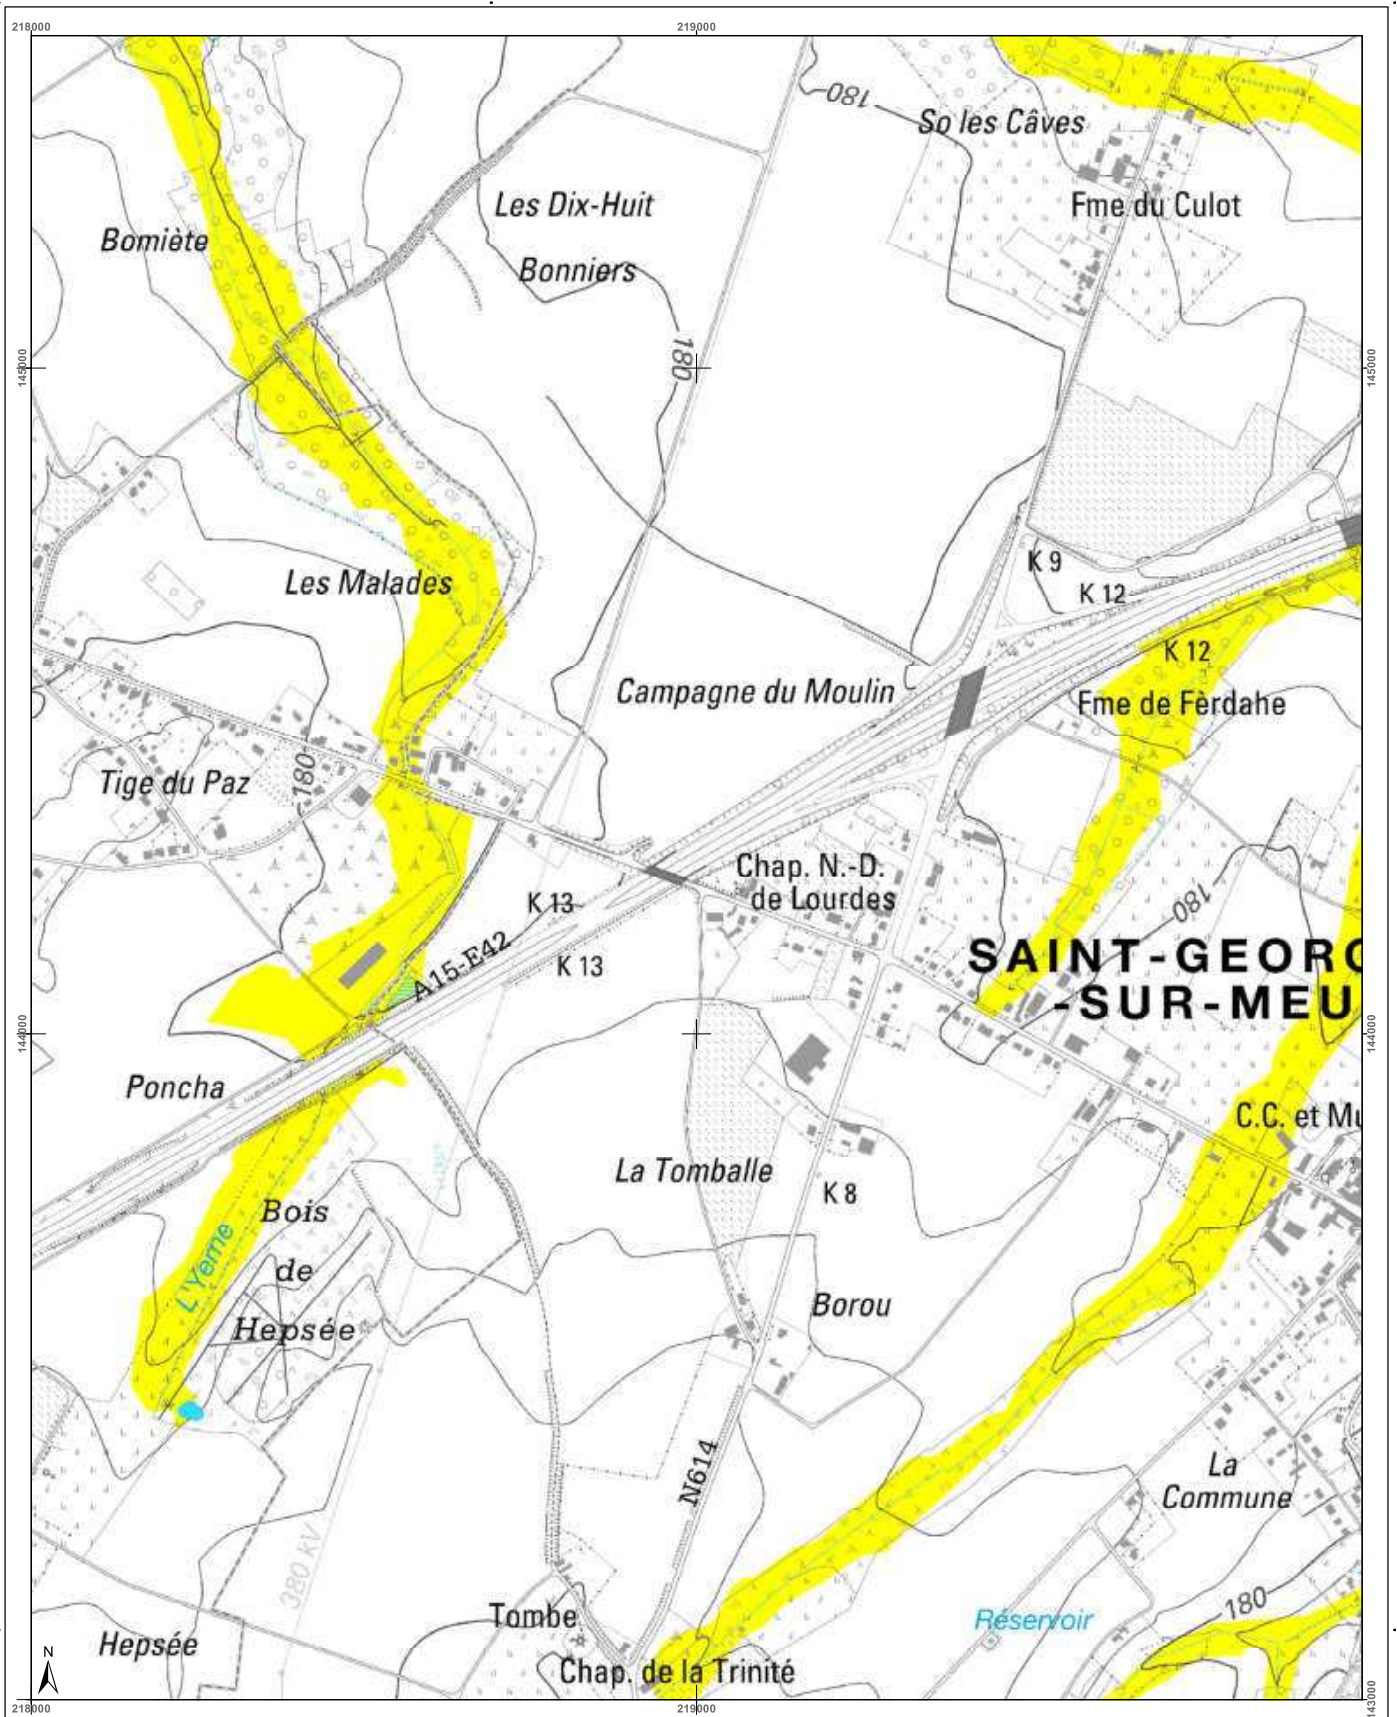 218000
219000
180
So les Câves
Les Dix-Huit
Fme du Culot
Bomiète
Bonniers
180
145000
145000
K 9
Les Malades
K 12
K 12
Campagne du Moulin
Fme de Fèrdahe
180
Tige du Paz
Chap. N.-D.
de Lourdes
K 13
180
A15-E42
K 13
SAINT-GEORG
-SUR-MEU
144000
144000
Poncha
C.C. et Mu
La Tomballe
K 8
Bois
L'Yerne
de
Borou
Hepsée
La
Commune
N614
380 KV
180
Tombe
Réservoir
Hepsée
N
Chap. de la Trinité
218000
219000
143000